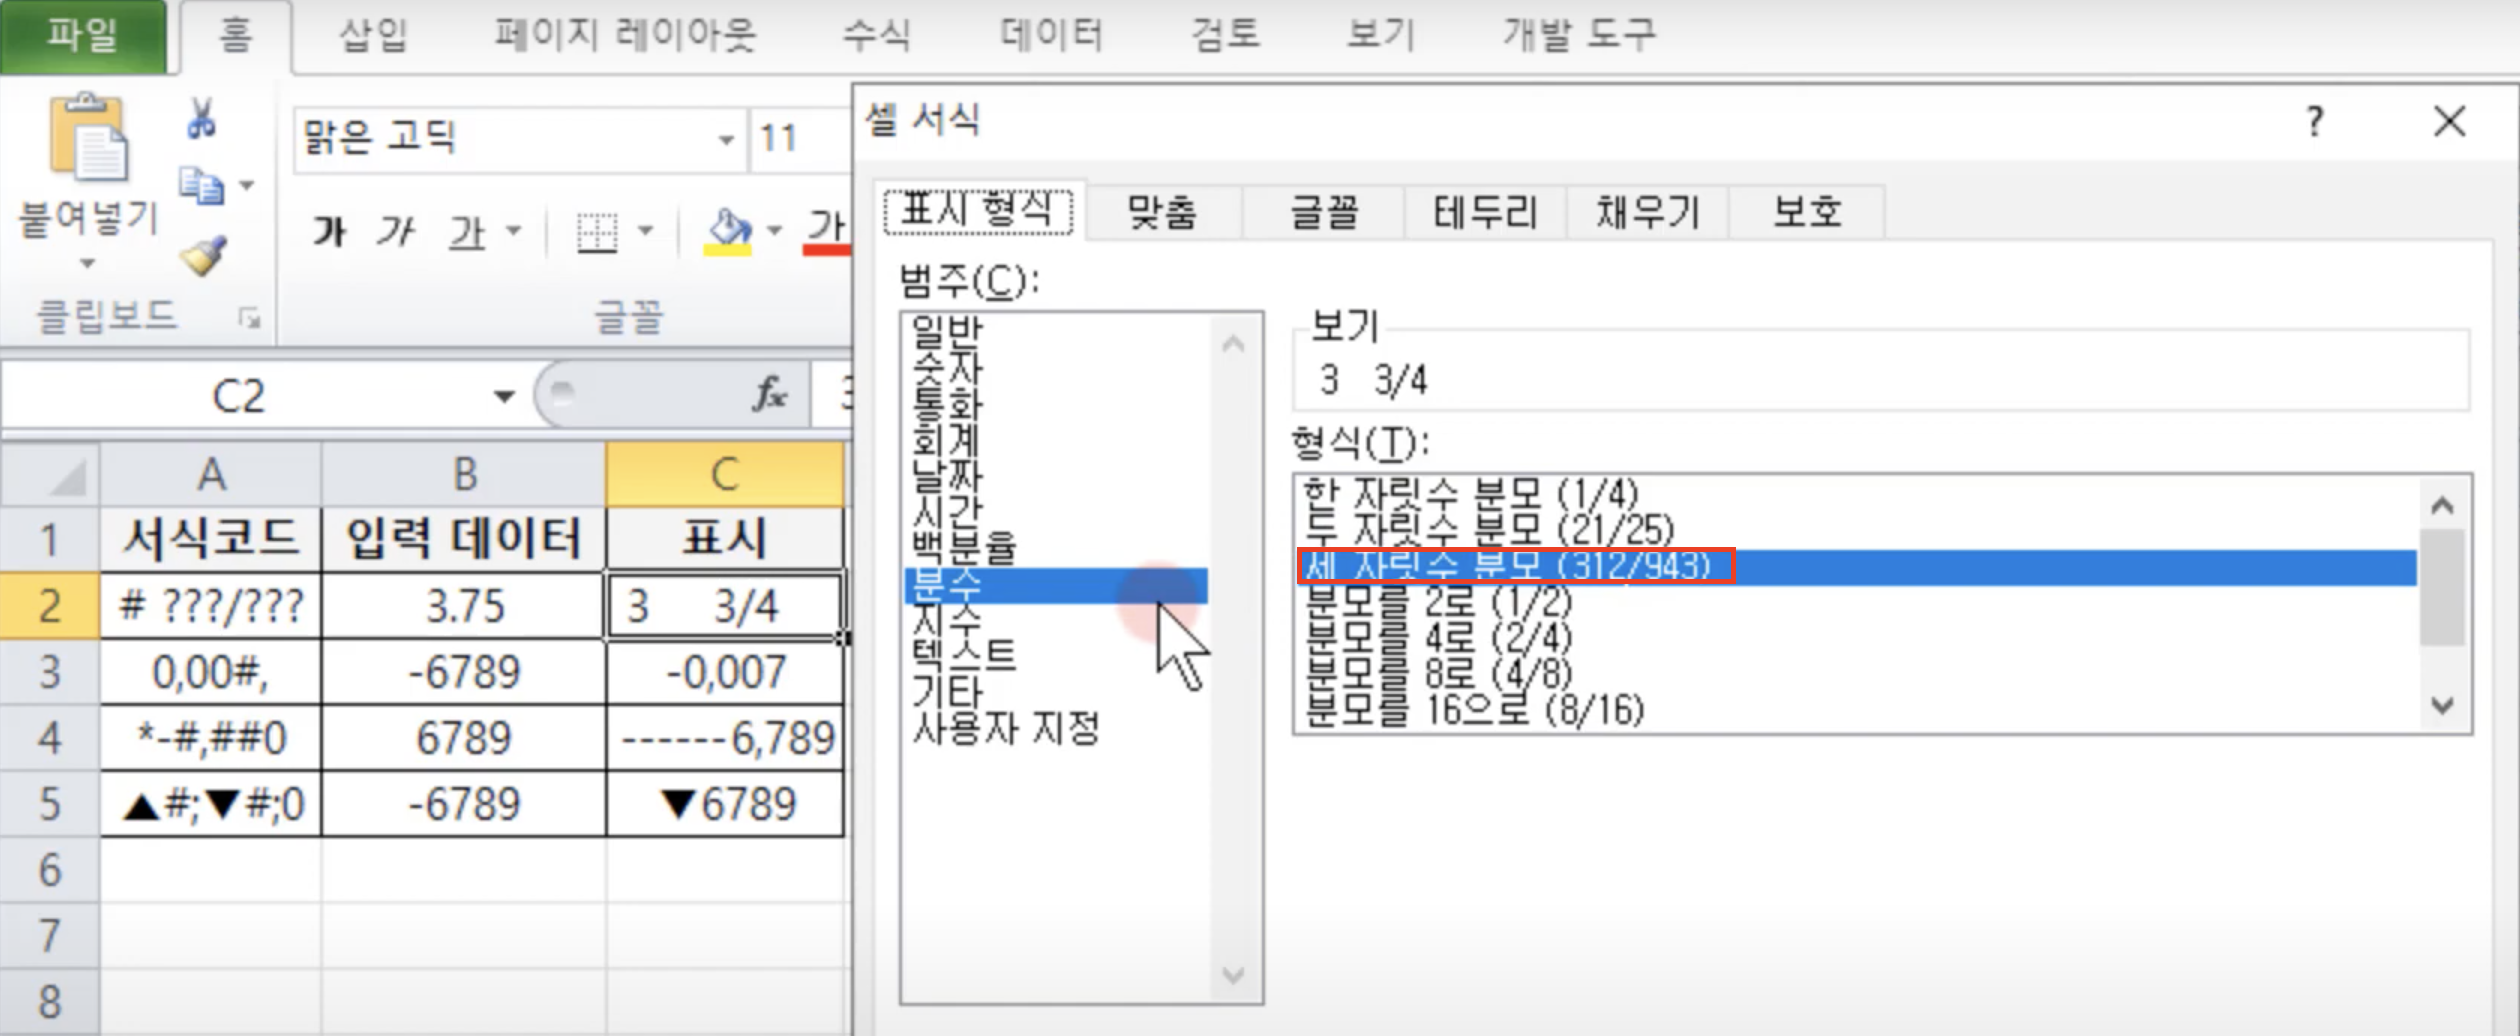 파일 홈 삽입 페이지 레이아웃 수식 데이터 검토 보기 개발 도구
붙여넣기
클립보드
맑은 고딕 11
가 가 가 가
글꼴
C2 fx 3
A B C
1 서식코드 입력 데이터 표시
2 # ???/??? 3.75 3 3/4
3 0,00#, -6789 -0,007
4 *-#,##0 6789 ------6,789
5 ▲#;▼#;0 -6789 ▼6789
6
7
8
셀 서식 ?
표시 형식 맞춤 글꼴 테두리 채우기 보호
범주(C):
일반
숫자
통화
회계
날짜
시간
백분율
분수
지수
텍스트
기타
사용자 지정
보기
3 3/4
형식(T):
한 자릿수 분모 (1/4)
두 자릿수 분모 (21/25)
세 자릿수 분모 (312/943)
분모를 2로 (1/2)
분모를 4로 (2/4)
분모를 8로 (4/8)
분모를 16으로 (8/16)